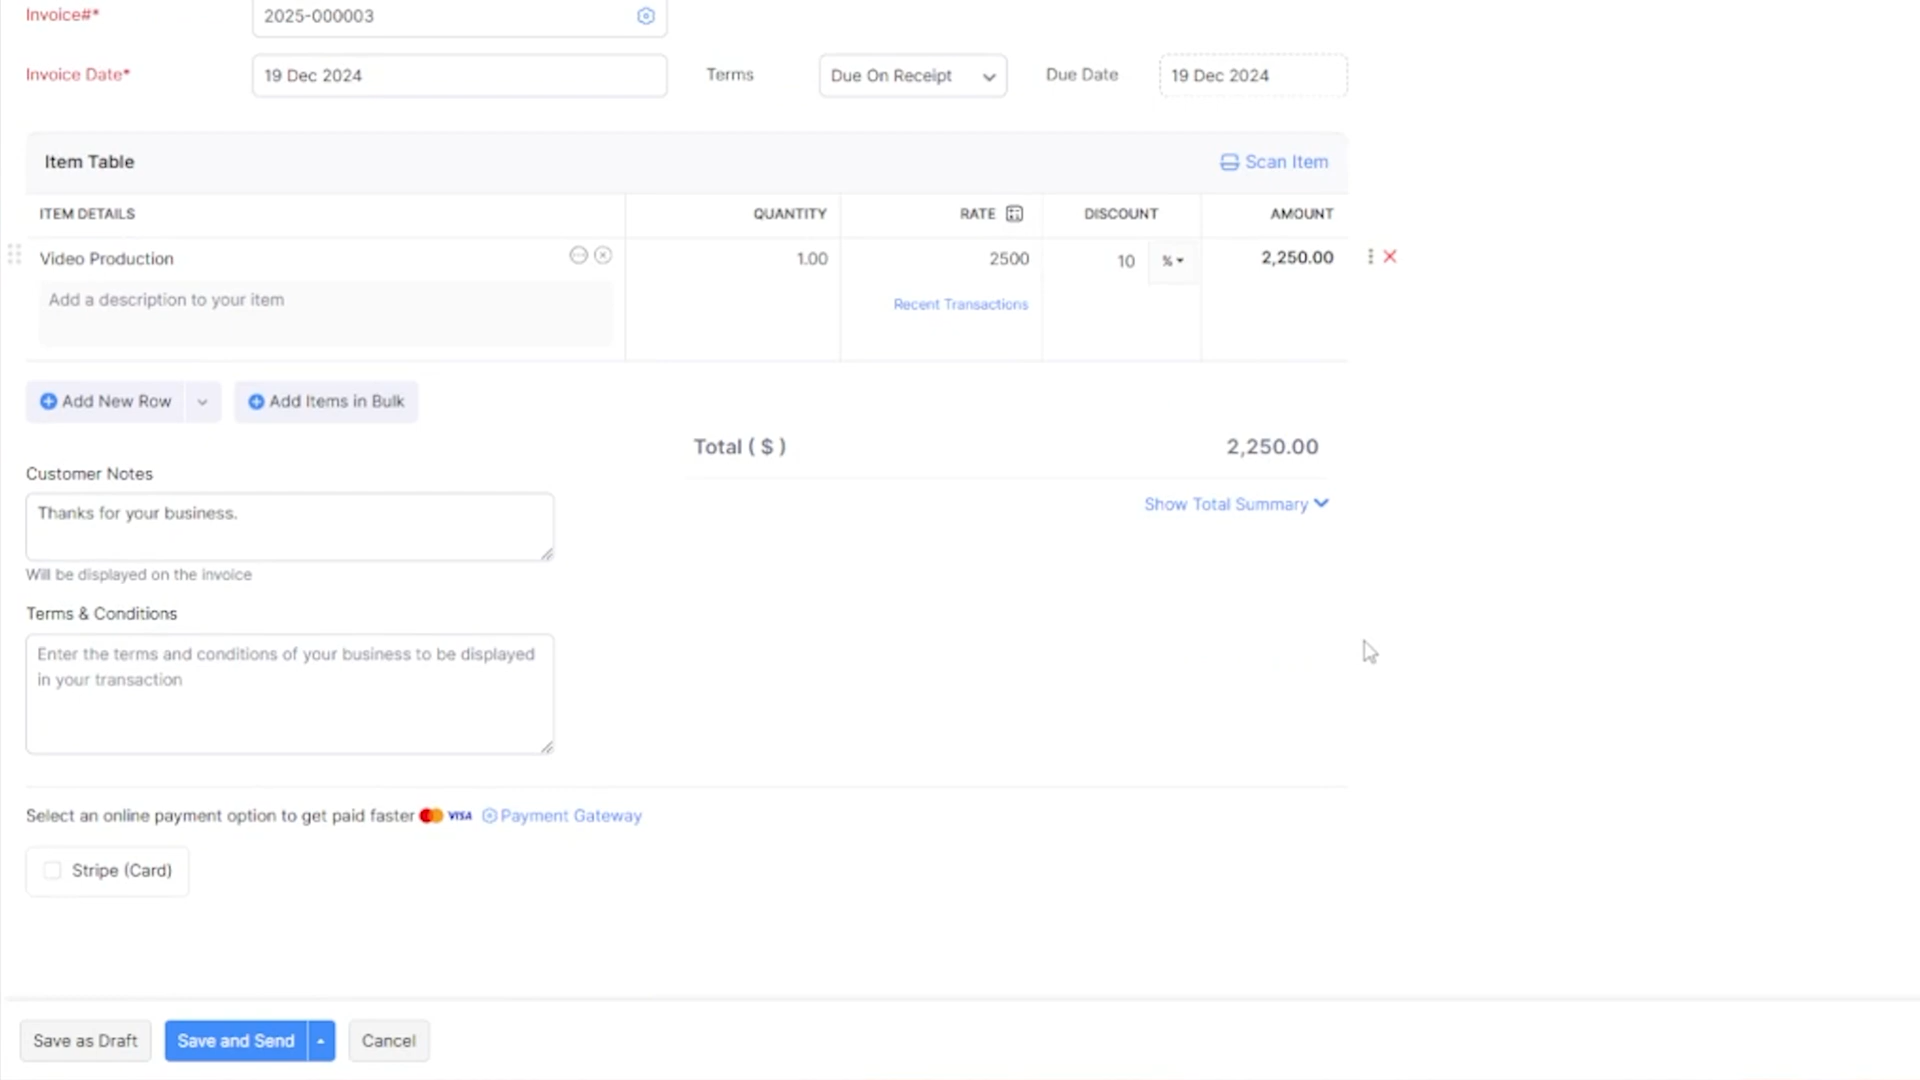 Invoice#*
2025-000003
Invoice Date*
19 Dec 2024
Terms
Due On Receipt
Due Date
19 Dec 2024
Item Table
Scan Item
ITEM DETAILS
QUANTITY
RATE
DISCOUNT
AMOUNT
Video Production
1.00
2500
10
%
2,250.00
Add a description to your item
Recent Transactions
Add New Row
Add Items in Bulk
Total ( $ )
2,250.00
Customer Notes
Show Total Summary
Thanks for your business.
Will be displayed on the invoice
Terms & Conditions
Enter the terms and conditions of your business to be displayed
in your transaction
Select an online payment option to get paid faster VISA Payment Gateway
Stripe (Card)
Save as Draft
Save and Send
Cancel